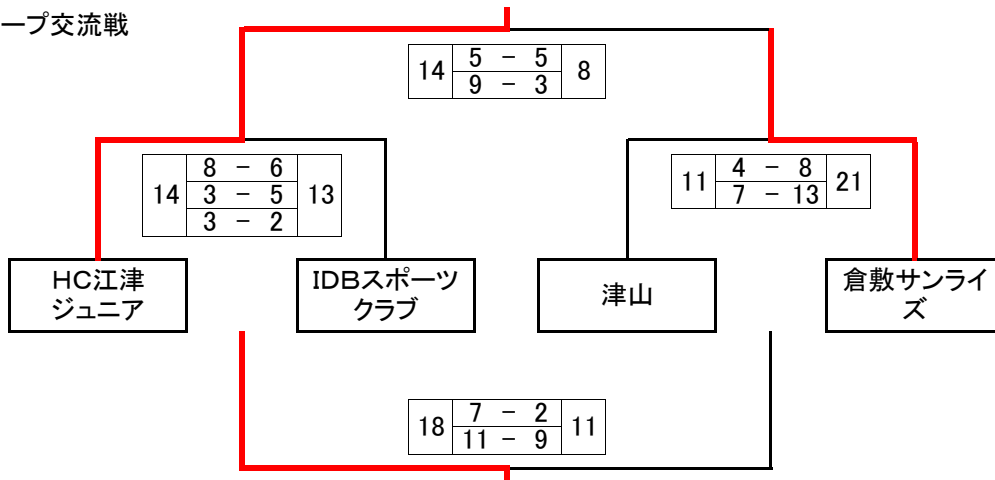 ープ交流戦
14 5 － 5 8
9 － 3
14 8 － 6 13
3 － 5
3 － 2
11 4 － 8 21
7 － 13
HC江津
ジュニア
IDBスポーツ
クラブ
津山
倉敷サンライ
ズ
18 7 － 2 11
11 － 9